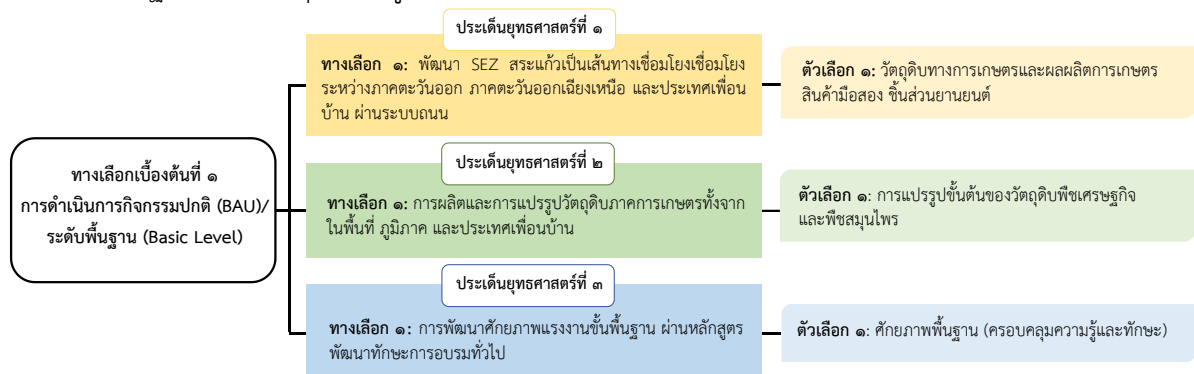 ประเด็นยุทธศาสตร์ที่ ๑
ทางเลือก ๑: พัฒนา SEZ สระแก้วเป็นเส้นทางเชื่อมโยงเชื่อมโยง
ระหว่างภาคตะวันออก ภาคตะวันออกเฉียงเหนือ และประเทศเพื่อน
บ้าน ผ่านระบบถนน
ตัวเลือก ๑: วัตถุดิบทางการเกษตรและผลผลิตการเกษตร
สินค้ามือสอง ชิ้นส่วนยานยนต์
ทางเลือกเบื้องต้นที่ ๑
การดำเนินการกิจกรรมปกติ (BAU)/
ระดับพื้นฐาน (Basic Level)
ประเด็นยุทธศาสตร์ที่ ๒
ทางเลือก ๑: การผลิตและการแปรรูปวัตถุดิบภาคการเกษตรทั้งจาก
ในพื้นที่ ภูมิภาค และประเทศเพื่อนบ้าน
ตัวเลือก ๑: การแปรรูปขั้นต้นของวัตถุดิบพืชเศรษฐกิจ
และพืชสมุนไพร
ประเด็นยุทธศาสตร์ที่ ๓
ทางเลือก ๑: การพัฒนาศักยภาพแรงงานขั้นพื้นฐาน ผ่านหลักสูตร
พัฒนาทักษะการอบรมทั่วไป
ตัวเลือก ๑: ศักยภาพพื้นฐาน (ครอบคลุมความรู้และทักษะ)